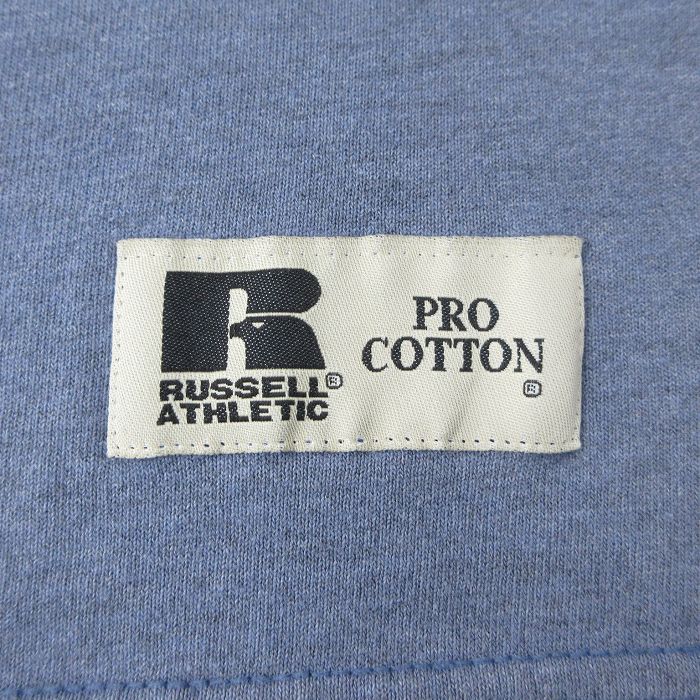 RUSSELL®
ATHLETIC
PRO
COTTON
®